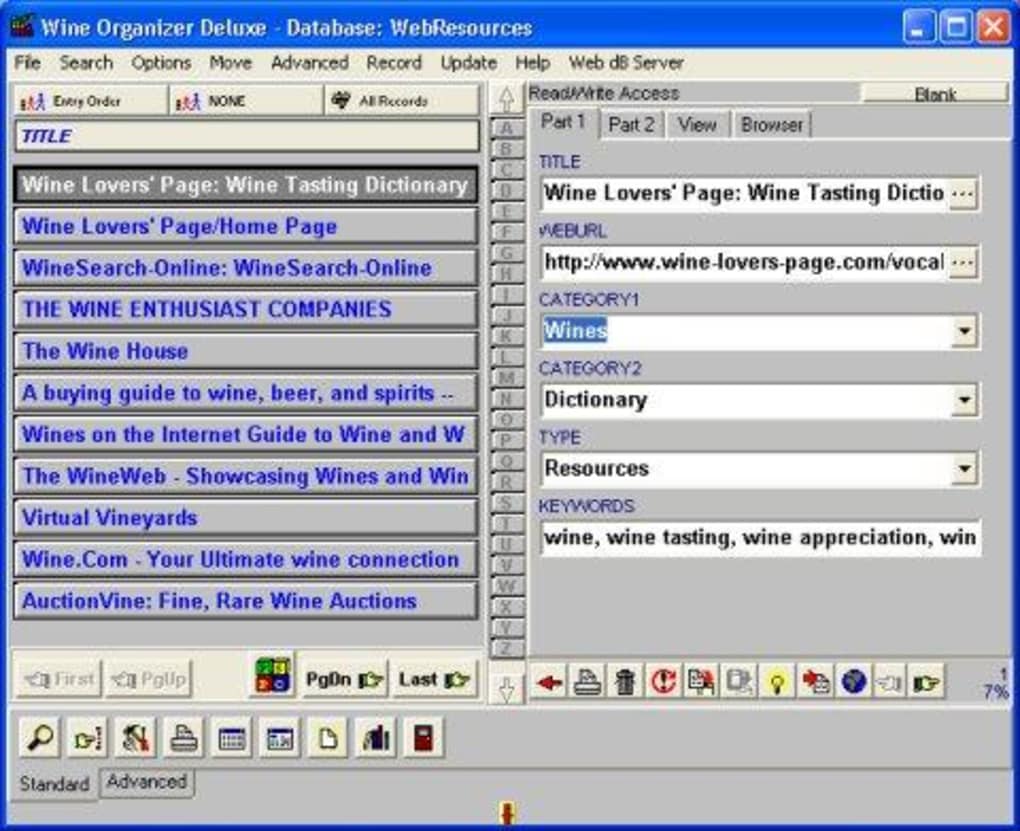 Wine Organizer Deluxe - Database: WebResources
File Search Options Move Advanced Record Update Help Web dB Server
Entry Order NONE All Records
TITLE
Wine Lovers' Page: Wine Tasting Dictionary
Wine Lovers' Page/Home Page
WineSearch-Online: WineSearch-Online
THE WINE ENTHUSIAST COMPANIES
The Wine House
A buying guide to wine, beer, and spirits --
Wines on the Internet Guide to Wine and W
The WineWeb - Showcasing Wines and Win
Virtual Vineyards
Wine.Com - Your Ultimate wine connection
AuctionVine: Fine, Rare Wine Auctions
First PgUp PgDn Last
A
B
C
D
E
F
G
H
I
J
K
L
M
N
O
P
Q
R
S
T
U
V
W
X
Y
Z
Read/Write Access Blank
Part 1 Part 2 View Browser
TITLE
Wine Lovers' Page: Wine Tasting Dictio ...
WEBURL
http://www.wine-lovers-page.com/vocal ...
CATEGORY1
Wines
CATEGORY2
Dictionary
TYPE
Resources
KEYWORDS
wine, wine tasting, wine appreciation, win
1
7%
Standard Advanced